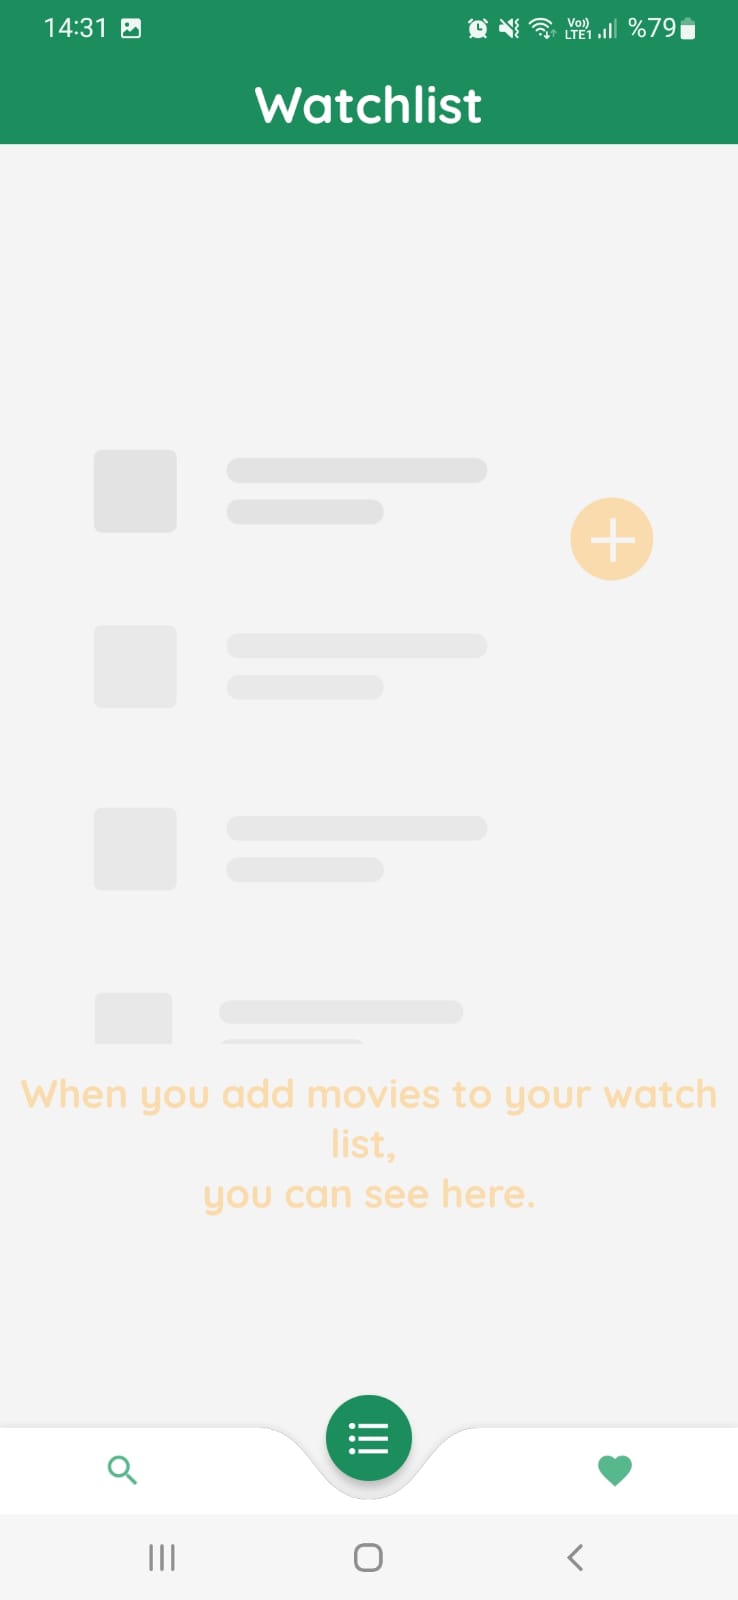 14:31
Vo)) LTE1 %79
Watchlist
When you add movies to your watch
list,
you can see here.